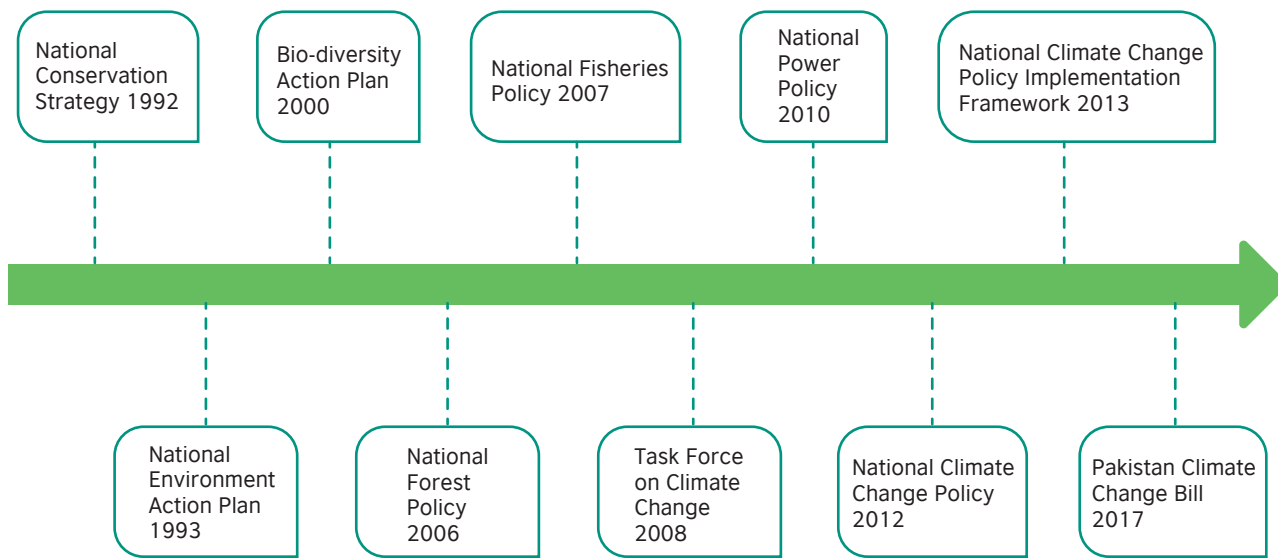 National
Conservation
Strategy 1992
Bio-diversity
Action Plan
2000
National Fisheries
Policy 2007
National
Power
Policy
2010
National Climate Change
Policy Implementation
Framework 2013
National
Environment
Action Plan
1993
National
Forest
Policy
2006
Task Force
on Climate
Change
2008
National Climate
Change Policy
2012
Pakistan Climate
Change Bill
2017